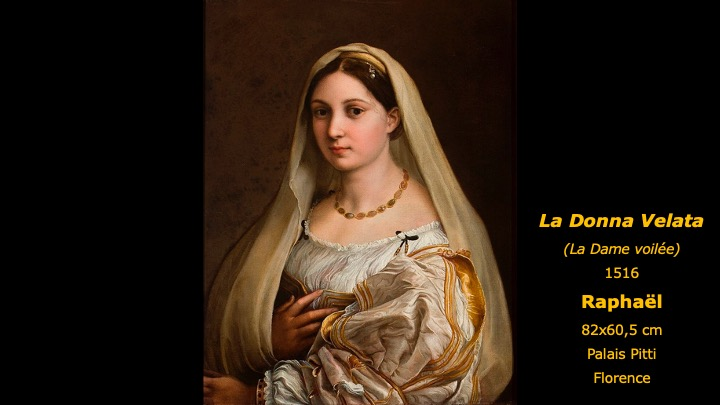 La Donna Velata
(La Dame voilée)
1516
Raphaël
82x60,5 cm
Palais Pitti
Florence